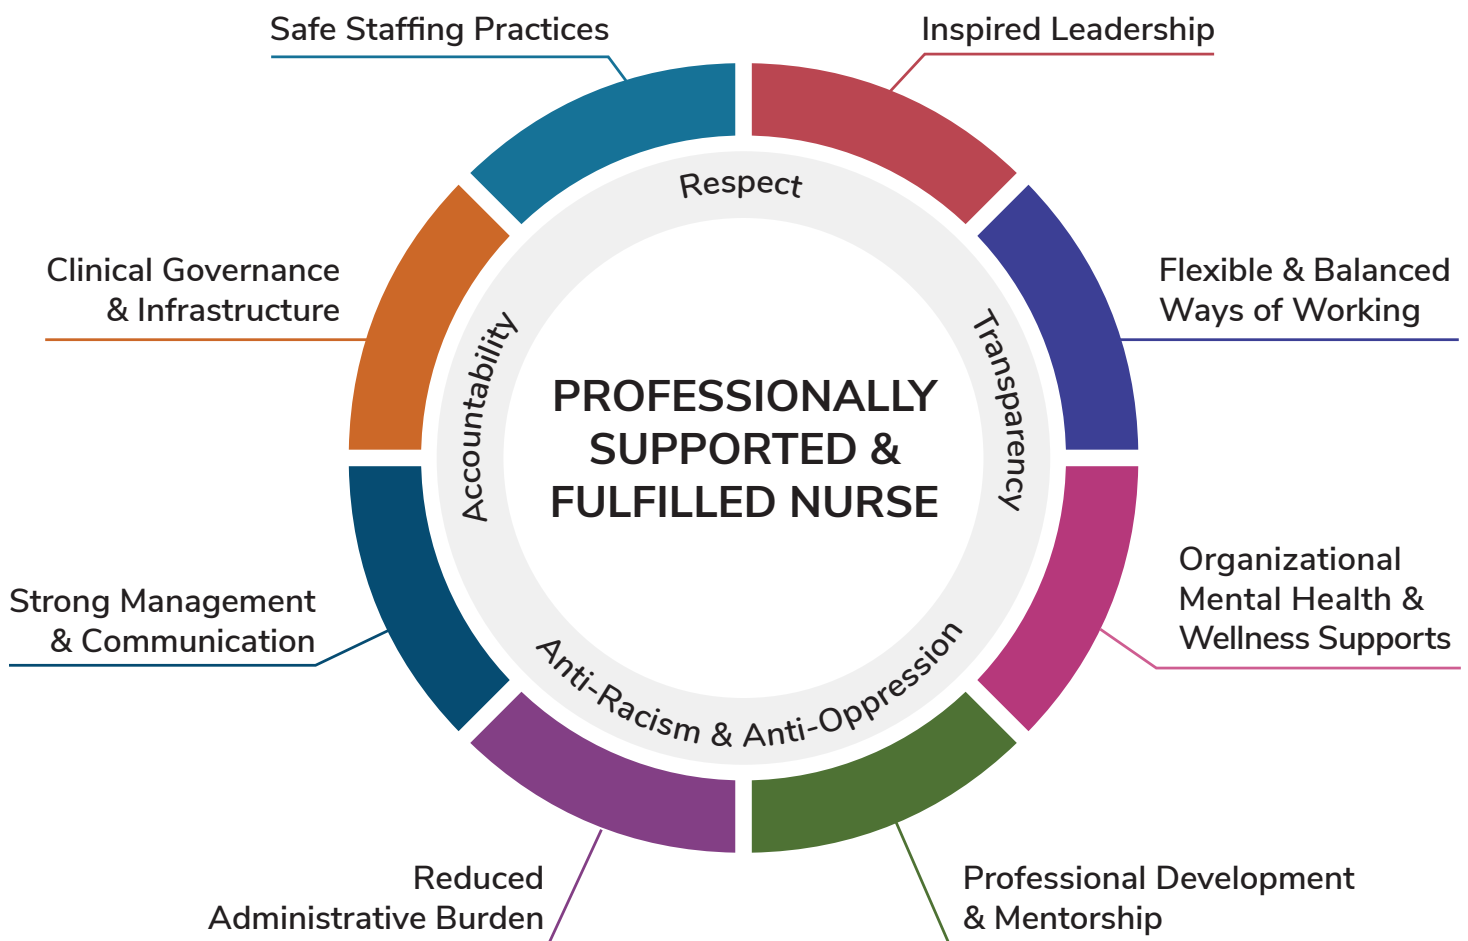 Safe Staffing Practices
Inspired Leadership
Respect
Clinical Governance
& Infrastructure
Flexible & Balanced
Ways of Working
Accountability
Transparency
PROFESSIONALLY
SUPPORTED &
FULFILLED NURSE
Organizational
Mental Health &
Wellness Supports
Strong Management
& Communication
Anti-Racism & Anti-Oppression
Reduced
Administrative Burden
Professional Development
& Mentorship